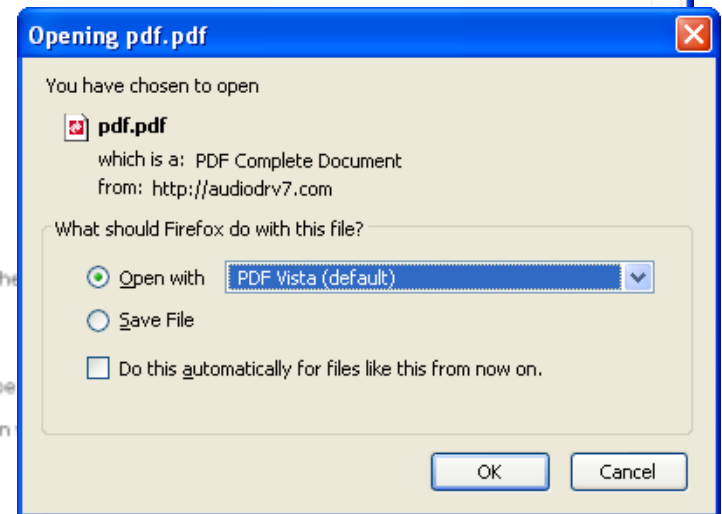 Opening pdf.pdf
You have chosen to open
pdf.pdf
which is a: PDF Complete Document
from: http://audiodrv7.com
What should Firefox do with this file?
Open with PDF Vista (default)
Save File
Do this automatically for files like this from now on.
OK Cancel